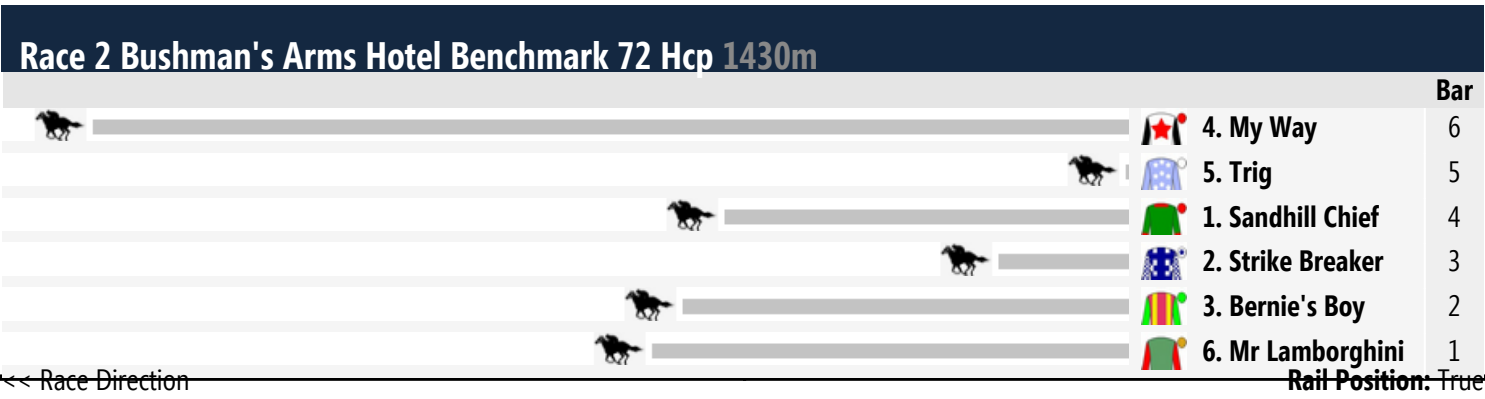 Race 2 Bushman's Arms Hotel Benchmark 72 Hcp 1430m
Bar
4. My Way 6
5. Trig 5
1. Sandhill Chief 4
2. Strike Breaker 3
3. Bernie's Boy 2
6. Mr Lamborghini 1
<< Race Direction Rail Position: True